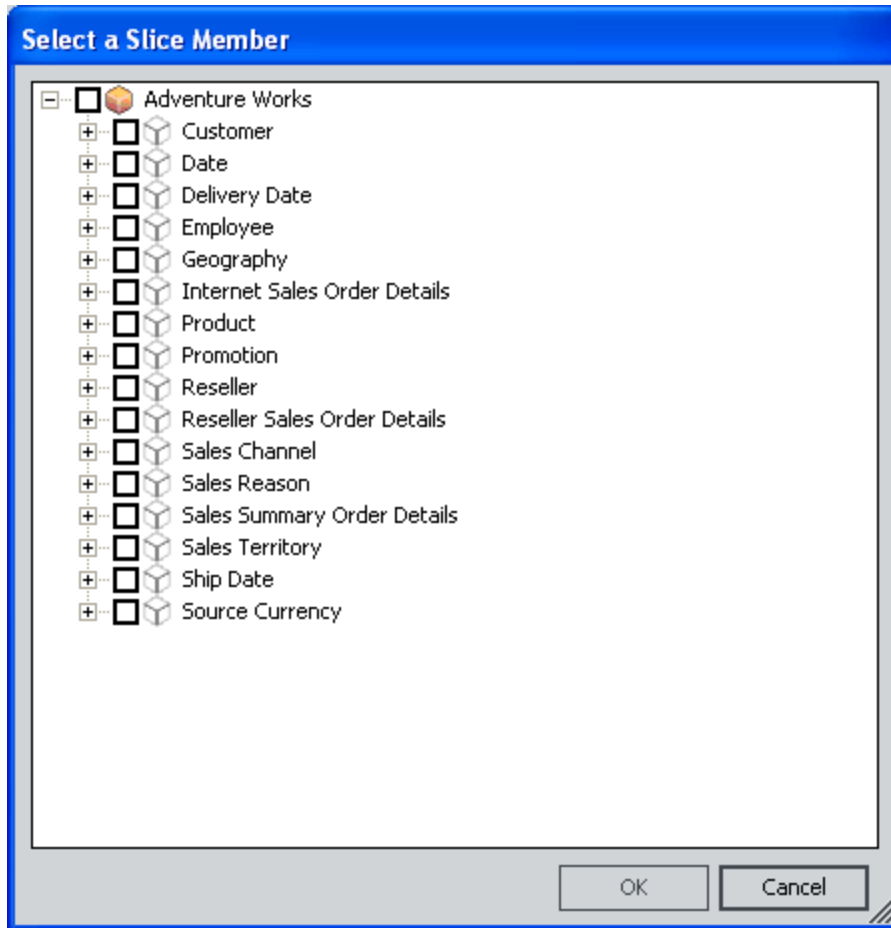 Select a Slice Member
Adventure Works
Customer
Date
Delivery Date
Employee
Geography
Internet Sales Order Details
Product
Promotion
Reseller
Reseller Sales Order Details
Sales Channel
Sales Reason
Sales Summary Order Details
Sales Territory
Ship Date
Source Currency
OK
Cancel